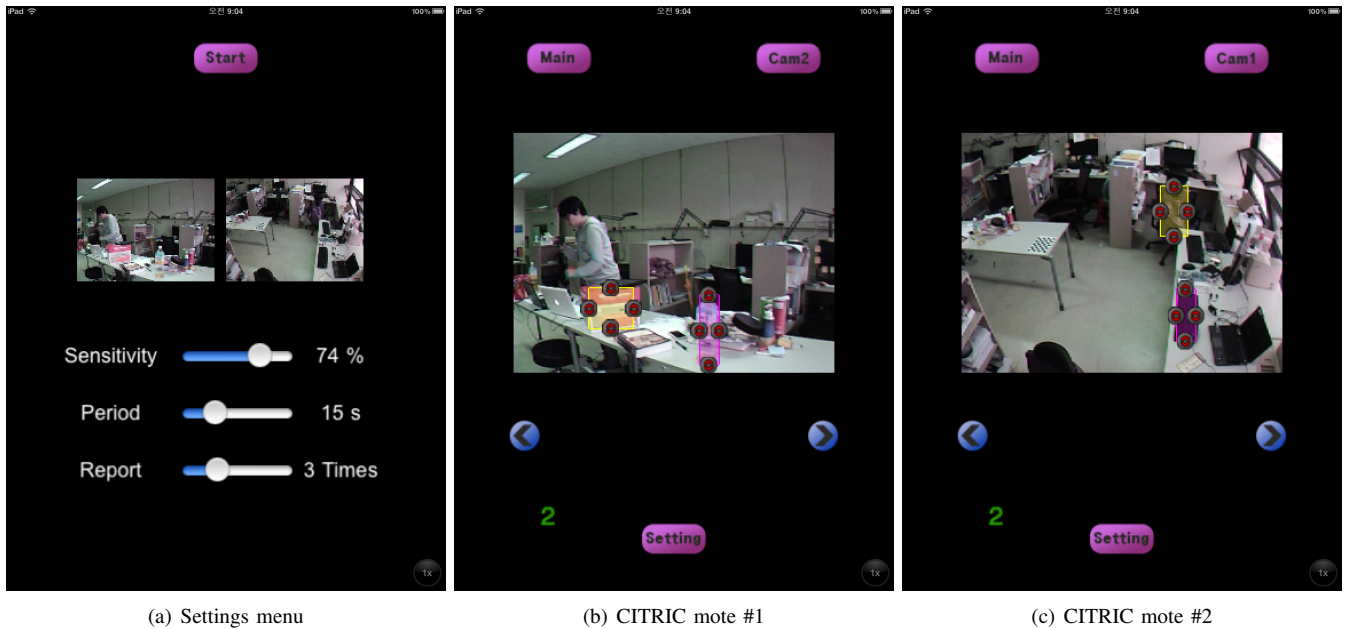 iPad 오전 9:04 100%
Start
Sensitivity 74 %
Period 15 s
Report 3 Times
1x
(a) Settings menu
iPad 오전 9:04 100%
Main Cam2
2
Setting
1x
(b) CITRIC mote #1
iPad 오전 9:04 100%
Main Cam1
2
Setting
1x
(c) CITRIC mote #2